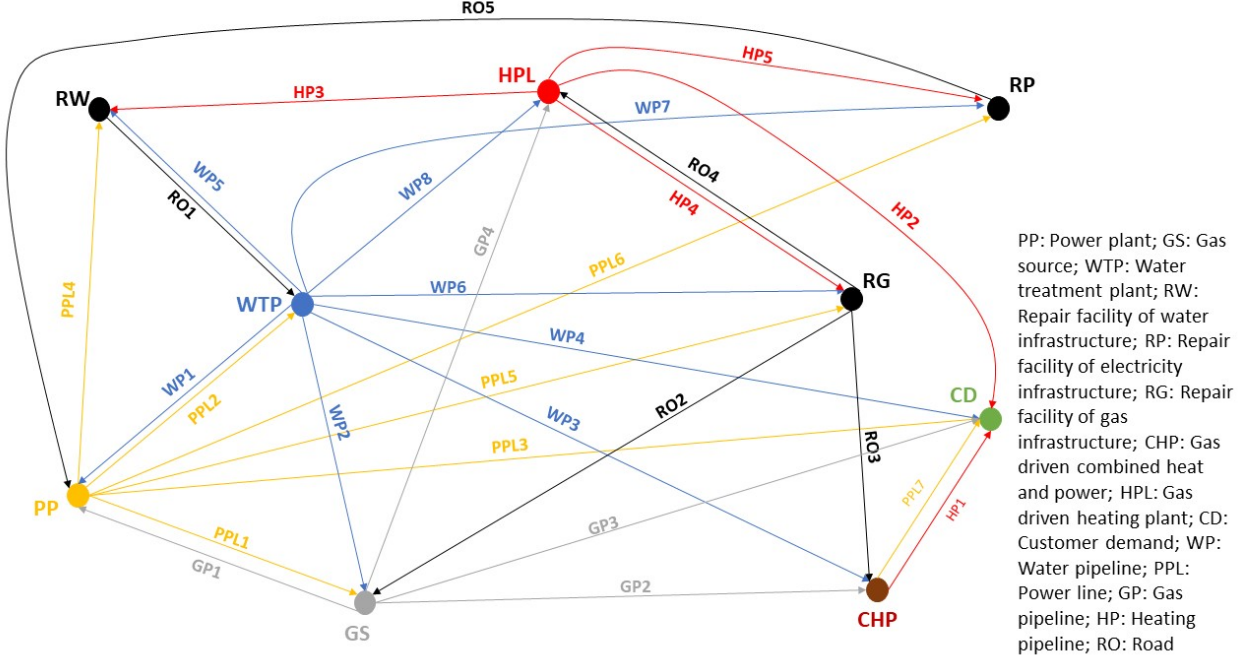 RO5
HPL
HP5
RP
RW
HP3
WP7
WP5
WP8
RO4
RO1
HP4
HP2
GP4
PPL6
PPL4
WTP
WP6
RG
WP4
WP1
PPL2
WP2
PPL5
WP3
RO2
CD
RO3
PPL3
PP
PPL7
HP1
PPL1
GP3
GP1
GP2
GS
CHP
PP: Power plant; GS: Gas
source; WTP: Water
treatment plant; RW:
Repair facility of water
infrastructure; RP: Repair
facility of electricity
infrastructure; RG: Repair
facility of gas
infrastructure; CHP: Gas
driven combined heat
and power; HPL: Gas
driven heating plant; CD:
Customer demand; WP:
Water pipeline; PPL:
Power line; GP: Gas
pipeline; HP: Heating
pipeline; RO: Road